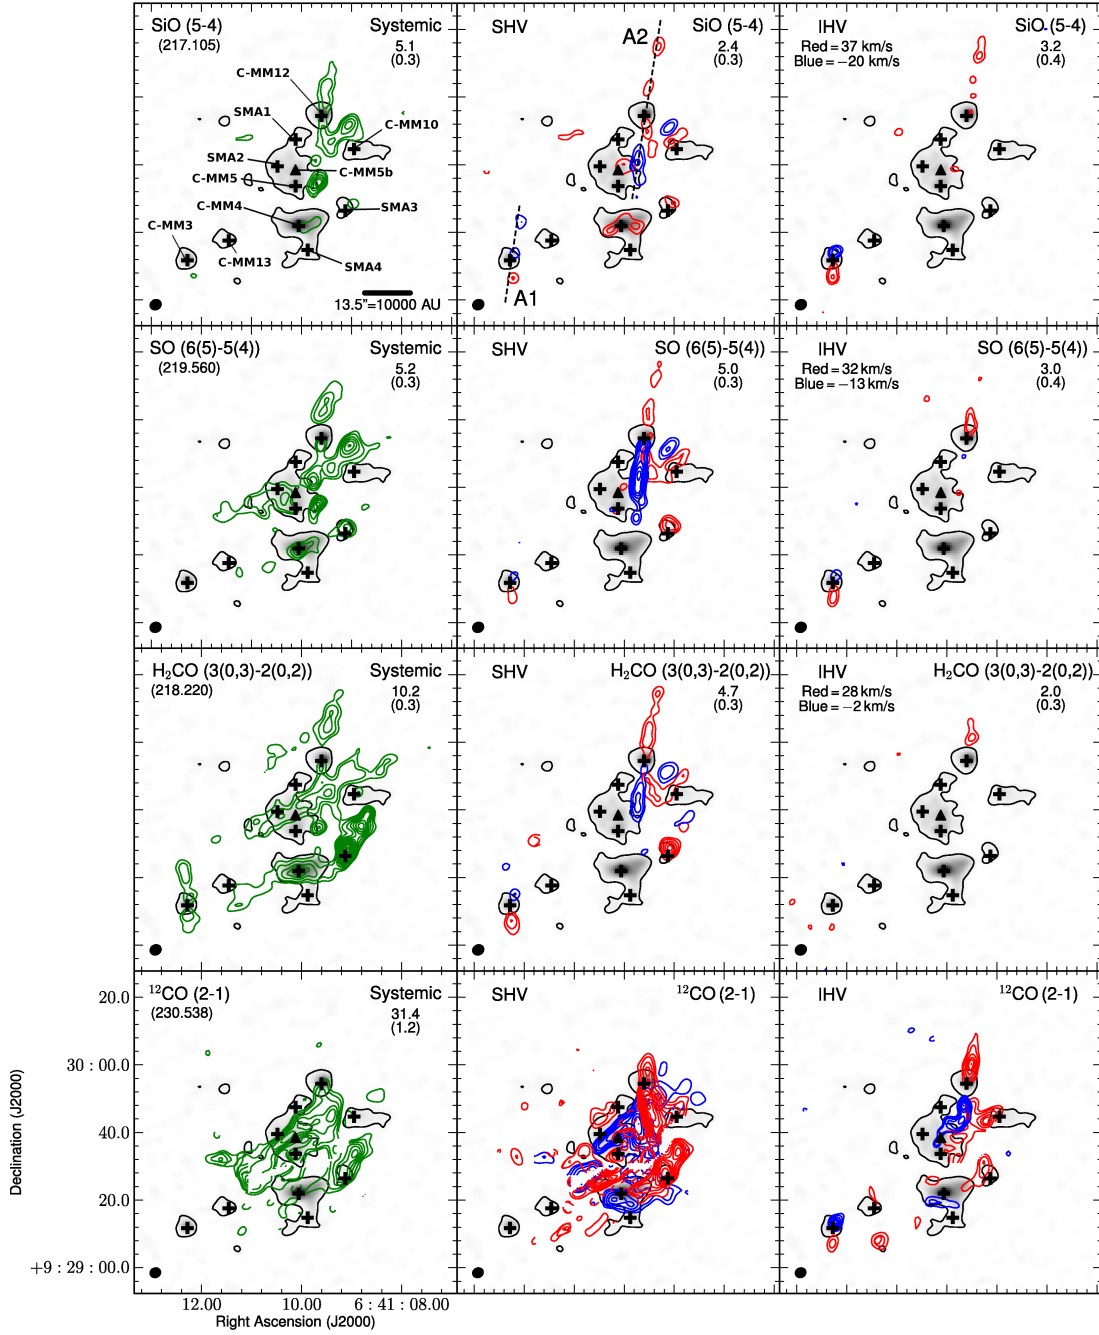 SiO (5-4) Systemic
(217.105) 5.1
(0.3)
C-MM12
SMA1
C-MM10
SMA2
C-MM5b
C-MM5
C-MM4
SMA3
C-MM3
C-MM13
SMA4
13.5"=10000 AU
SHV SiO (5-4)
2.4
(0.3)
A2
A1
IHV SiO (5-4)
Red = 37 km/s 3.2
Blue = −20 km/s (0.4)
SO (6(5)-5(4)) Systemic
(219.560) 5.2
(0.3)
SHV SO (6(5)-5(4))
5.0
(0.3)
IHV SO (6(5)-5(4))
Red = 32 km/s 3.0
Blue = −13 km/s (0.4)
H₂CO (3(0,3)-2(0,2)) Systemic
(218.220) 10.2
(0.3)
SHV H₂CO (3(0,3)-2(0,2))
4.7
(0.3)
IHV H₂CO (3(0,3)-2(0,2))
Red = 28 km/s 2.0
Blue = −2 km/s (0.3)
¹²CO (2-1) Systemic
(230.538) 31.4
(1.2)
SHV ¹²CO (2-1)
IHV ¹²CO (2-1)
20.0
30 : 00.0
40.0
20.0
+9 : 29 : 00.0
Declination (J2000)
12.00 10.00 6 : 41 : 08.00
Right Ascension (J2000)